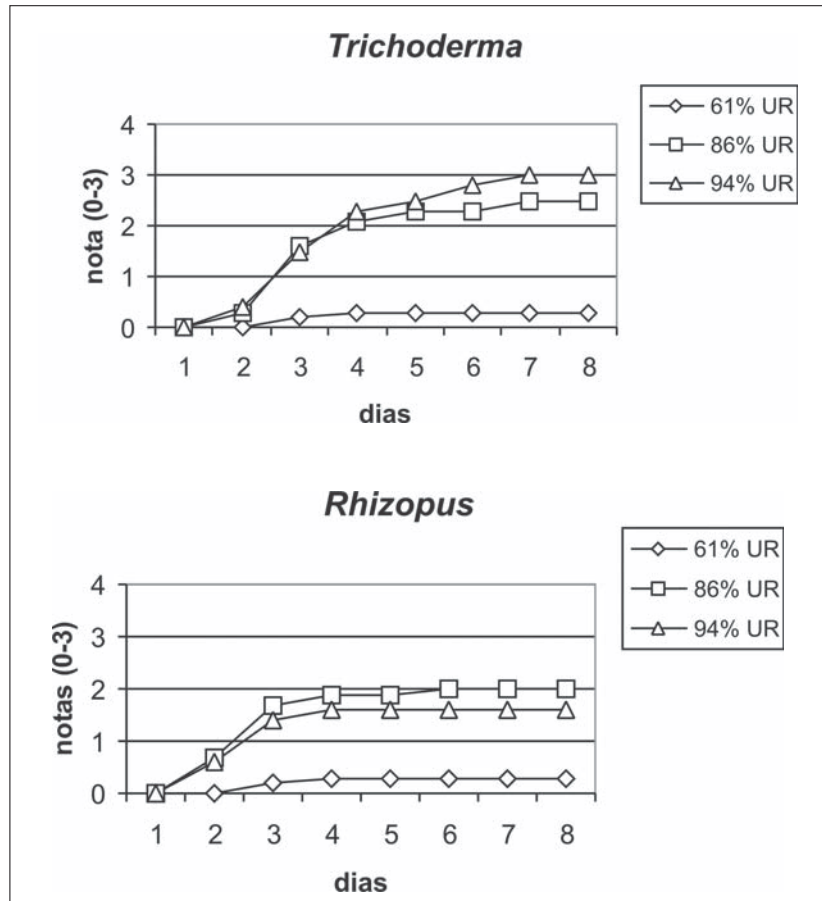 Trichoderma
61% UR
86% UR
94% UR
nota (0-3)
4
3
2
1
0
1 2 3 4 5 6 7 8
dias
Rhizopus
61% UR
86% UR
94% UR
notas (0-3)
4
3
2
1
0
1 2 3 4 5 6 7 8
dias